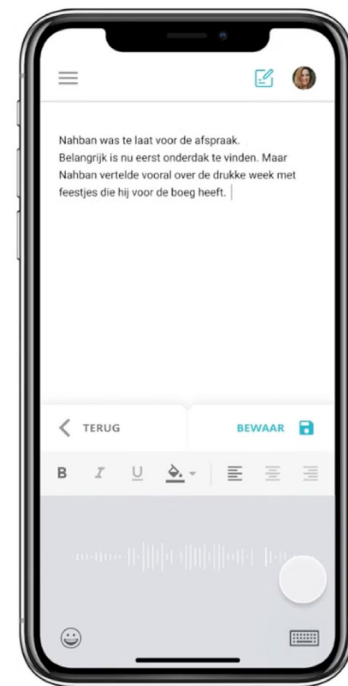 Nahban was te laat voor de afspraak.
Belangrijk is nu eerst onderdak te vinden. Maar
Nahban vertelde vooral over de drukke week met
feestjes die hij voor de boeg heeft.
TERUG
BEWAAR
B I U